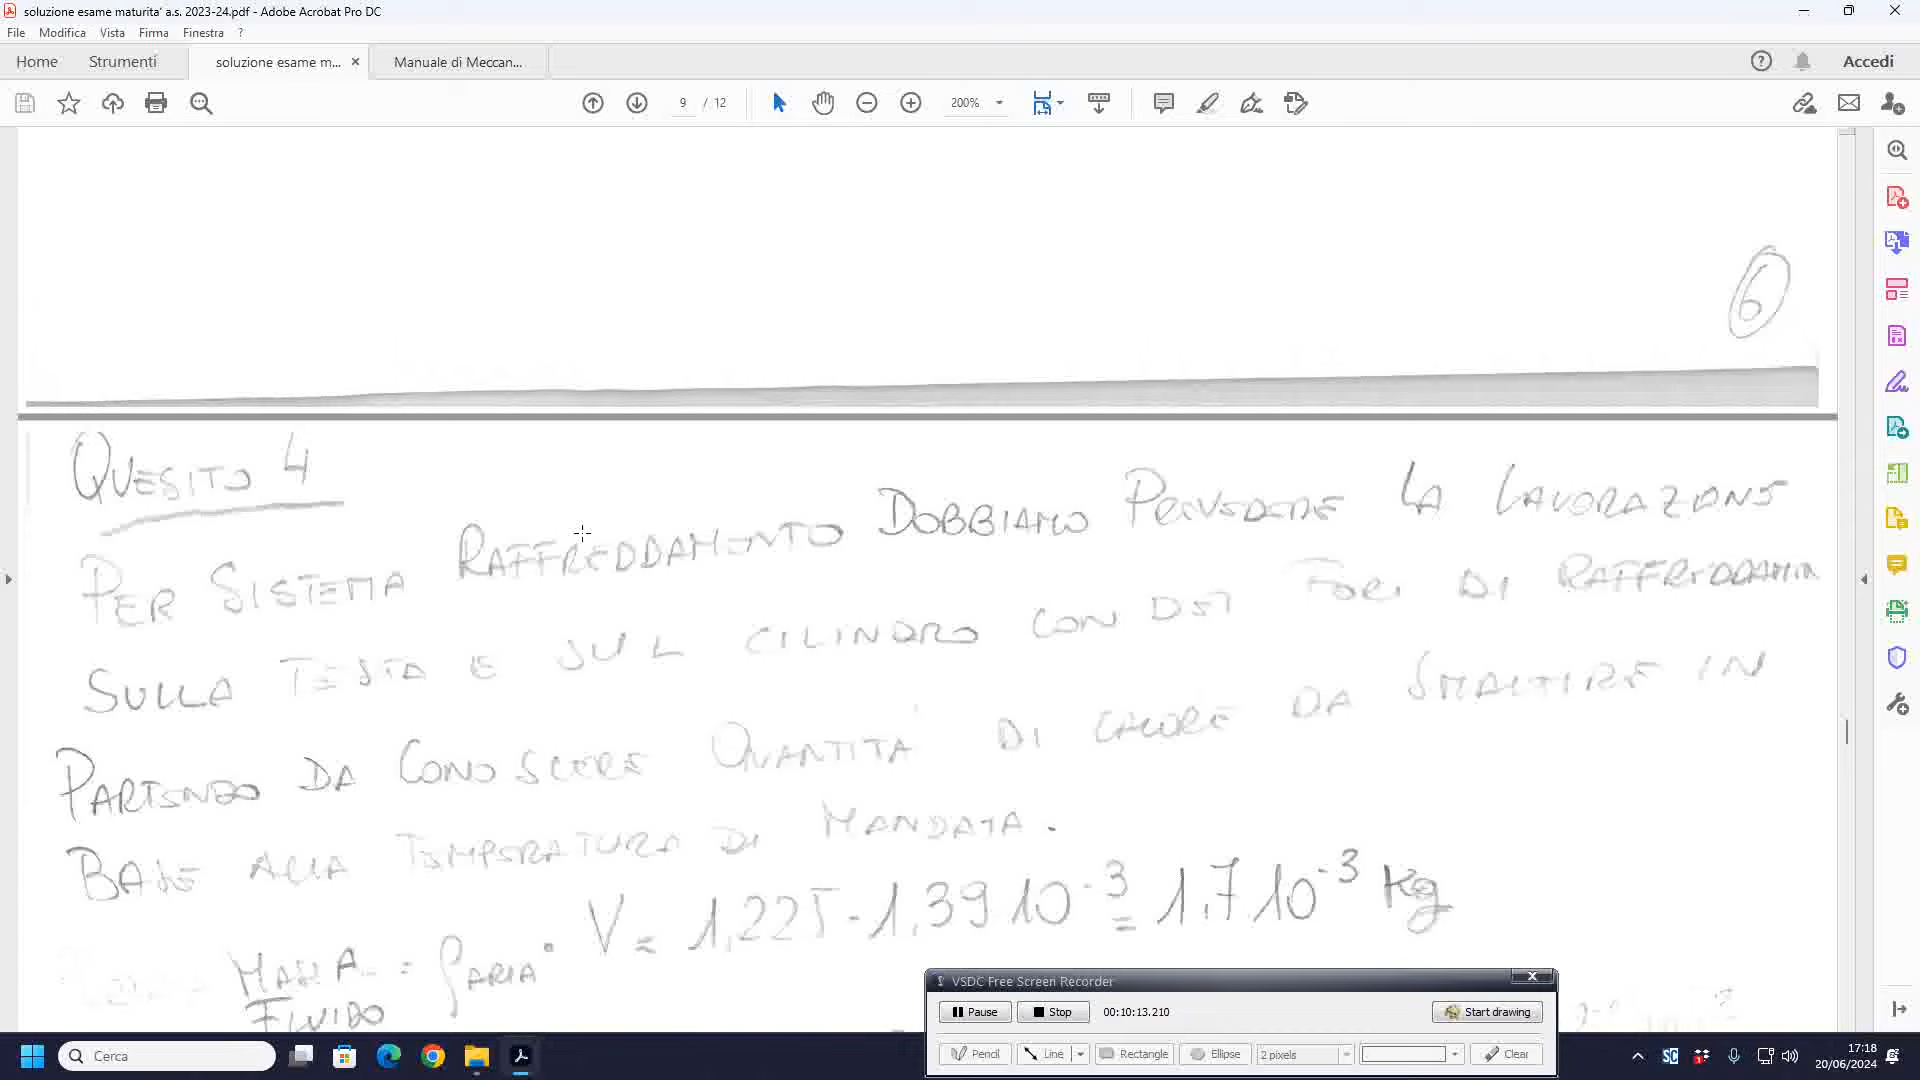 soluzione esame maturita' a.s. 2023-24.pdf - Adobe Acrobat Pro DC
File Modifica Vista Firma Finestra ?
Home Strumenti soluzione esame m... Manuale di Meccan... Accedi
9 / 12 200%
6
QUESITO 4
PER SISTEMA RAFFREDDAMENTO DOBBIAMO PREVEDERE LA LAVORAZIONE
SULLA TESTA E SUL CILINDRO CON DEI FORI DI
PARTENDO DA CONOSCERE QUANTITA' DI CALORE DA SMALTIRE IN
BASE ALLA TEMPERATURA DI MANDATA.
MASSA FLUIDO = ρARIA • V = 1,225 - 1,39 10-3 = 1,7 10-3 Kg
VSDC Free Screen Recorder
Pause Stop 00:10:13.210 Start drawing
Pencil Line Rectangle Ellipse 2 pixels Clear
Cerca
17:18
20/06/2024